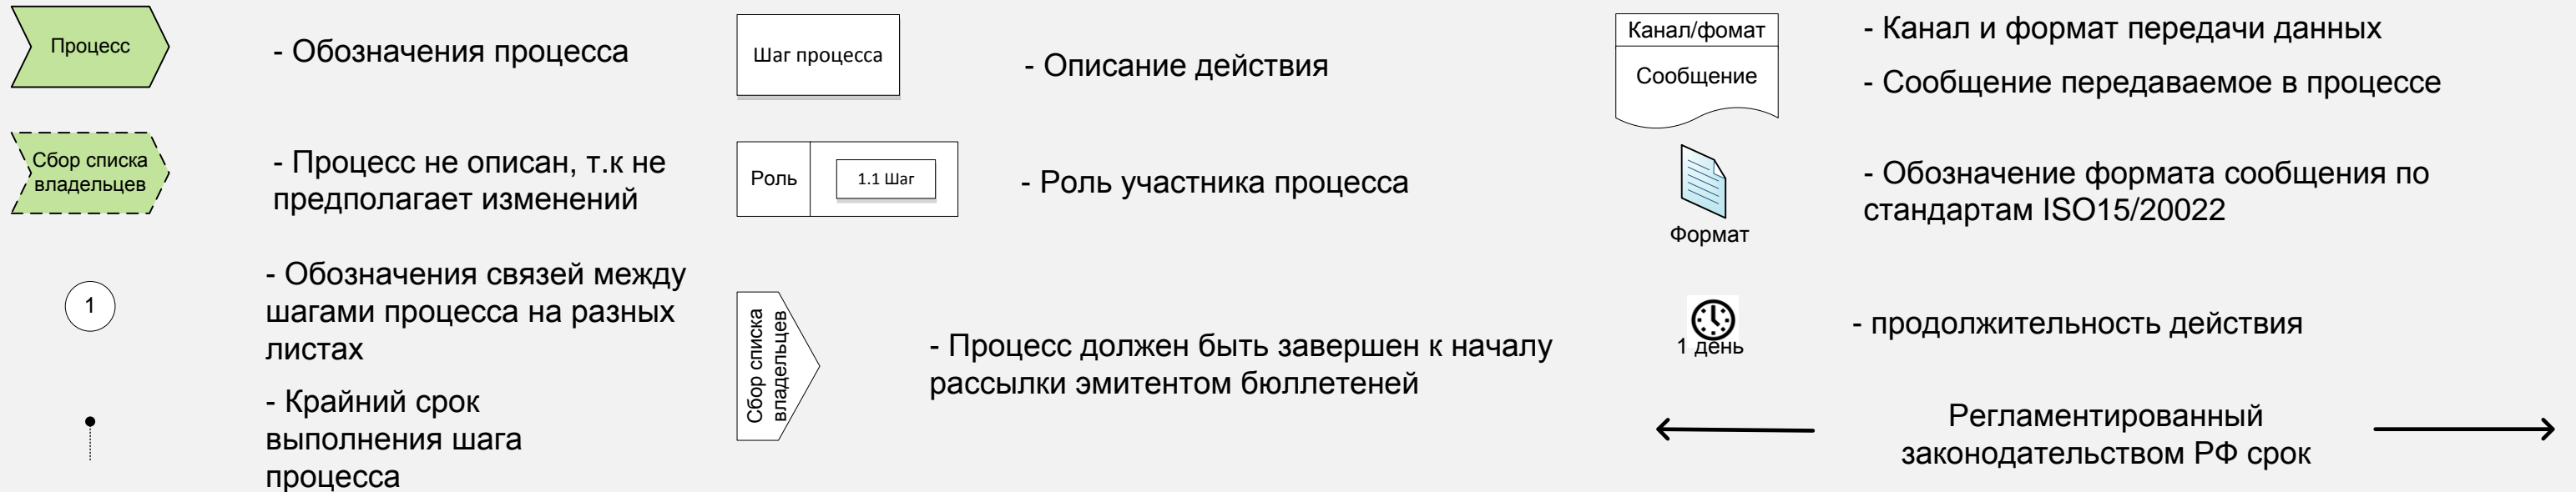 Процесс
- Обозначения процесса
Сбор списка
владельцев
- Процесс не описан, т.к не
предполагает изменений
1
- Обозначения связей между
шагами процесса на разных
листах
- Крайний срок
выполнения шага
процесса
Шаг процесса
- Описание действия
Роль
1.1 Шаг
- Роль участника процесса
Сбор списка
владельцев
- Процесс должен быть завершен к началу
рассылки эмитентом бюллетеней
Канал/фомат
Сообщение
- Канал и формат передачи данных
- Сообщение передаваемое в процессе
Формат
- Обозначение формата сообщения по
стандартам ISO15/20022
1 день
- продолжительность действия
Регламентированный
законодательством РФ срок